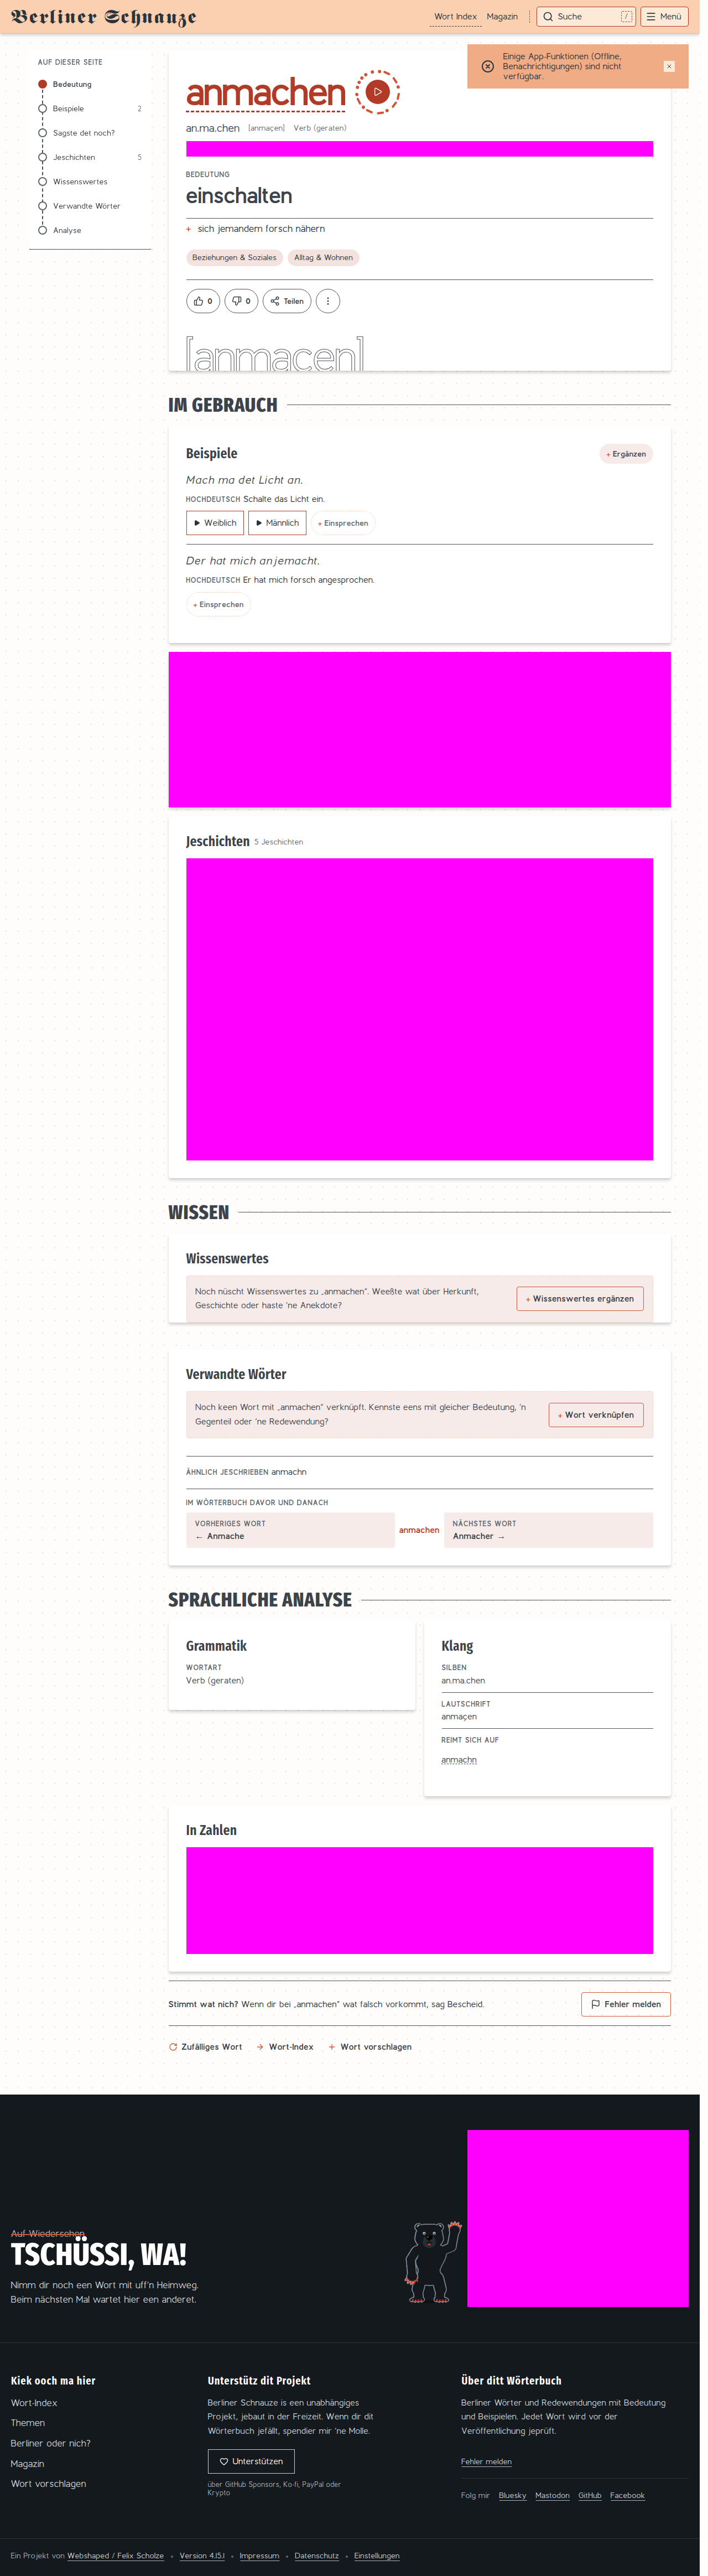 Berliner Schnauze
Wort Index Magazin Suche / Menü
Einige App-Funktionen (Offline,
Benachrichtigungen) sind nicht
verfügbar.
AUF DIESER SEITE
Bedeutung
Beispiele 2
Sagste det noch?
Jeschichten 5
Wissenswertes
Verwandte Wörter
Analyse
anmachen
an.ma.chen [anmaçen] Verb (geraten)
BEDEUTUNG
einschalten
+ sich jemandem forsch nähern
Beziehungen & Soziales Alltag & Wohnen
0 0 Teilen
[anmaçen]
IM GEBRAUCH
Beispiele + Ergänzen
Mach ma det Licht an.
HOCHDEUTSCH Schalte das Licht ein.
Weiblich Männlich + Einsprechen
Der hat mich anjemacht.
HOCHDEUTSCH Er hat mich forsch angesprochen.
+ Einsprechen
Jeschichten 5 Jeschichten
WISSEN
Wissenswertes
Noch nüscht Wissenswertes zu „anmachen“. Weeßte wat über Herkunft,
Geschichte oder haste ’ne Anekdote?
+ Wissenswertes ergänzen
Verwandte Wörter
Noch keen Wort mit „anmachen“ verknüpft. Kennste eens mit gleicher Bedeutung, ’n
Gegenteil oder ’ne Redewendung?
+ Wort verknüpfen
ÄHNLICH JESCHRIEBEN anmachn
IM WÖRTERBUCH DAVOR UND DANACH
VORHERIGES WORT
← Anmache
anmachen
NÄCHSTES WORT
Anmacher →
SPRACHLICHE ANALYSE
Grammatik
WORTART
Verb (geraten)
Klang
SILBEN
an.ma.chen
LAUTSCHRIFT
anmaçen
REIMT SICH AUF
anmachn
In Zahlen
Stimmt wat nich? Wenn dir bei „anmachen“ wat falsch vorkommt, sag Bescheid.
Fehler melden
Zufälliges Wort → Wort-Index + Wort vorschlagen
Auf Wiedersehen
TSCHÜSSI, WA!
Nimm dir noch een Wort mit uff’n Heimweg.
Beim nächsten Mal wartet hier een anderet.
Kiek ooch ma hier
Wort-Index
Themen
Berliner oder nich?
Magazin
Wort vorschlagen
Unterstütz dit Projekt
Berliner Schnauze is een unabhängiges
Projekt, jebaut in der Freizeit. Wenn dir dit
Wörterbuch jefällt, spendier mir ’ne Molle.
Unterstützen
über GitHub Sponsors, Ko-fi, PayPal oder
Krypto
Über ditt Wörterbuch
Berliner Wörter und Redewendungen mit Bedeutung
und Beispielen. Jedet Wort wird vor der
Veröffentlichung jeprüft.
Fehler melden
Folg mir Bluesky Mastodon GitHub Facebook
Ein Projekt von Webshaped / Felix Scholze • Version 4.15.1 • Impressum • Datenschutz • Einstellungen